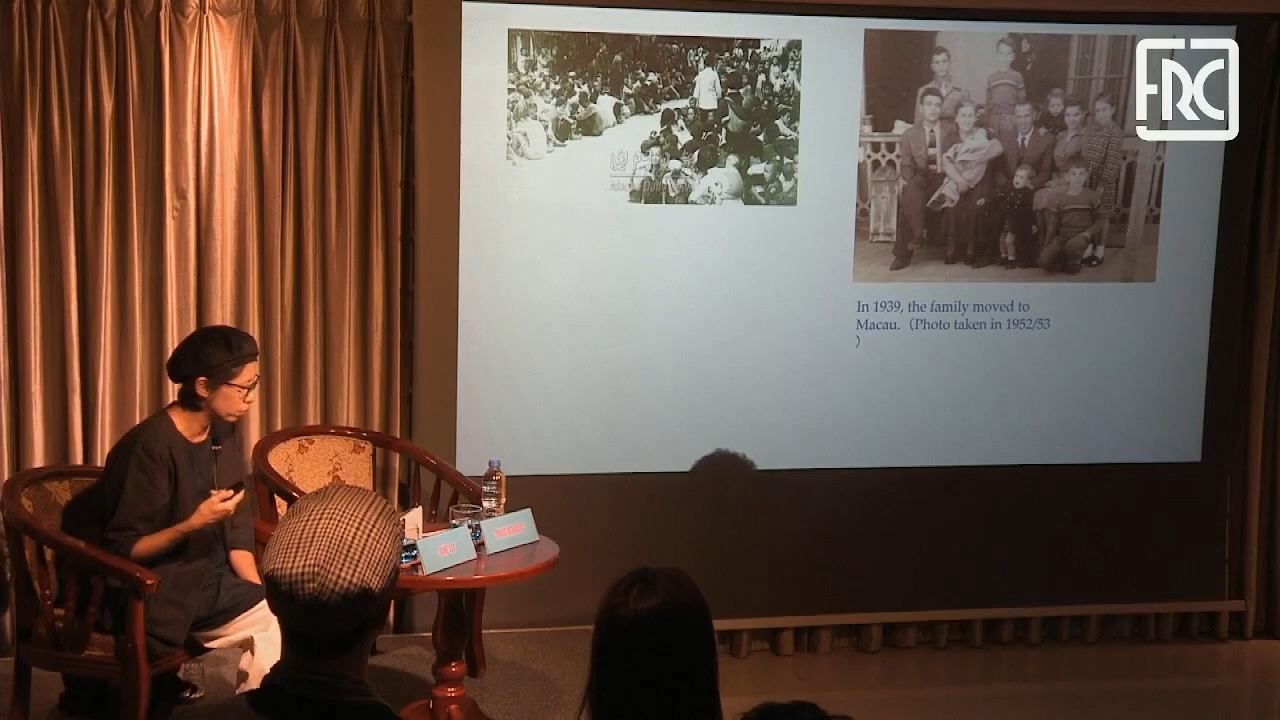 FRC
In 1939, the family moved to
Macau.（Photo taken in 1952/53
）